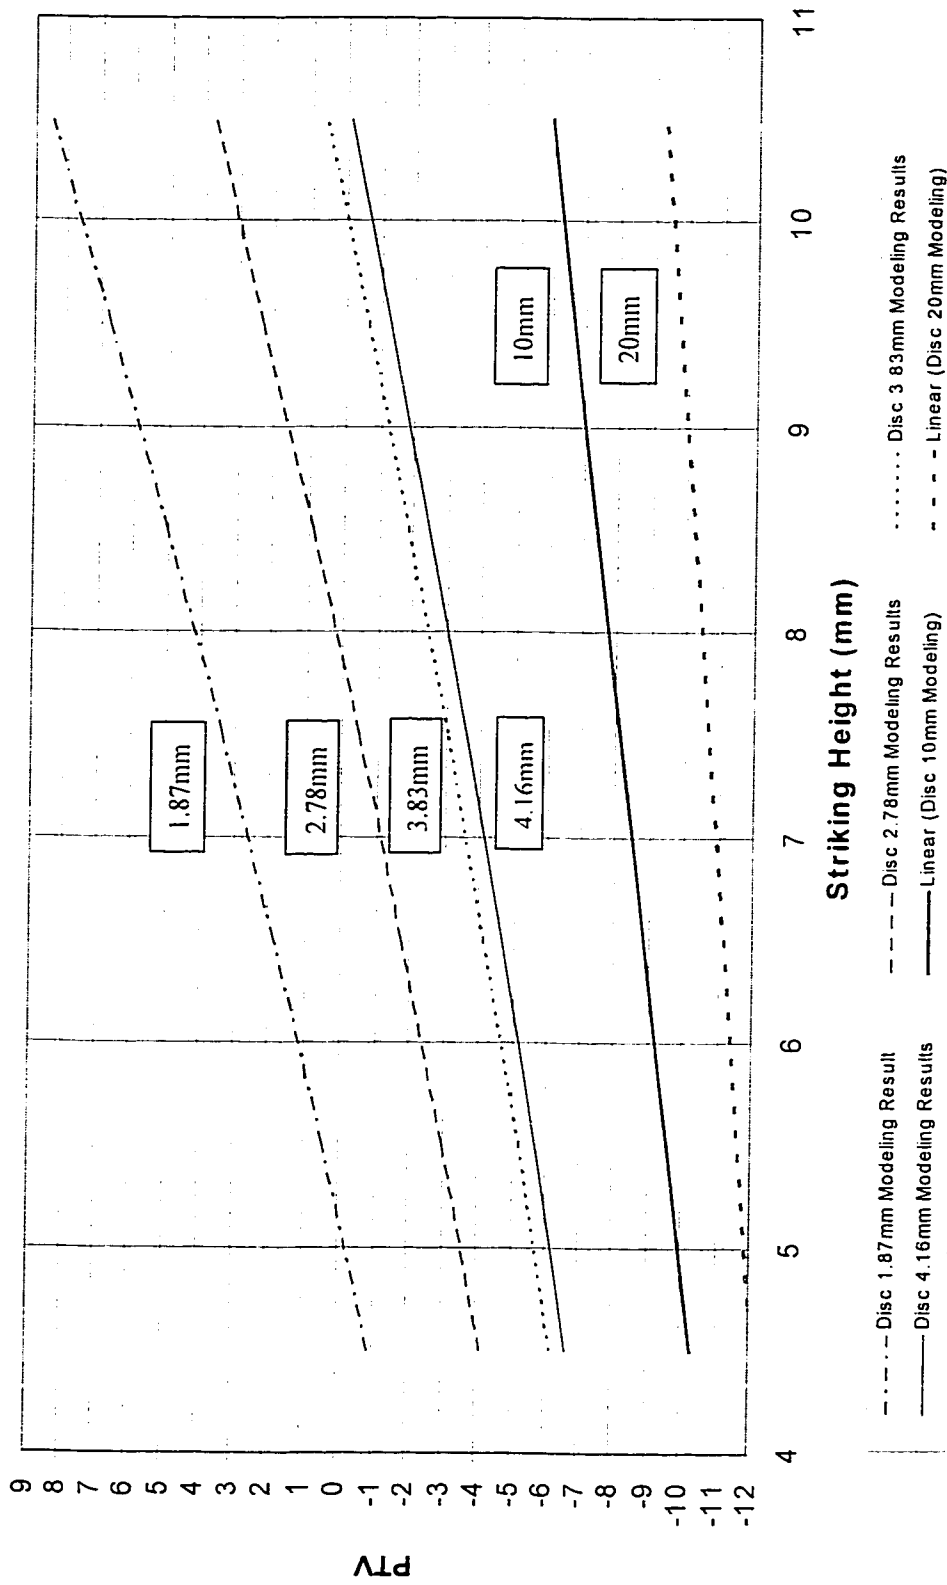 PTV
9
8
7
6
5
4
3
2
1
0
-1
-2
-3
-4
-5
-6
-7
-8
-9
-10
-11
-12
1.87mm
2.78mm
3.83mm
4.16mm
10mm
20mm
4 5 6 7 8 9 10 11
Striking Height (mm)
Disc 1.87mm Modeling Result
Disc 2.78mm Modeling Results
Disc 3 83mm Modeling Results
Disc 4.16mm Modeling Results
Linear (Disc 10mm Modeling)
Linear (Disc 20mm Modeling)